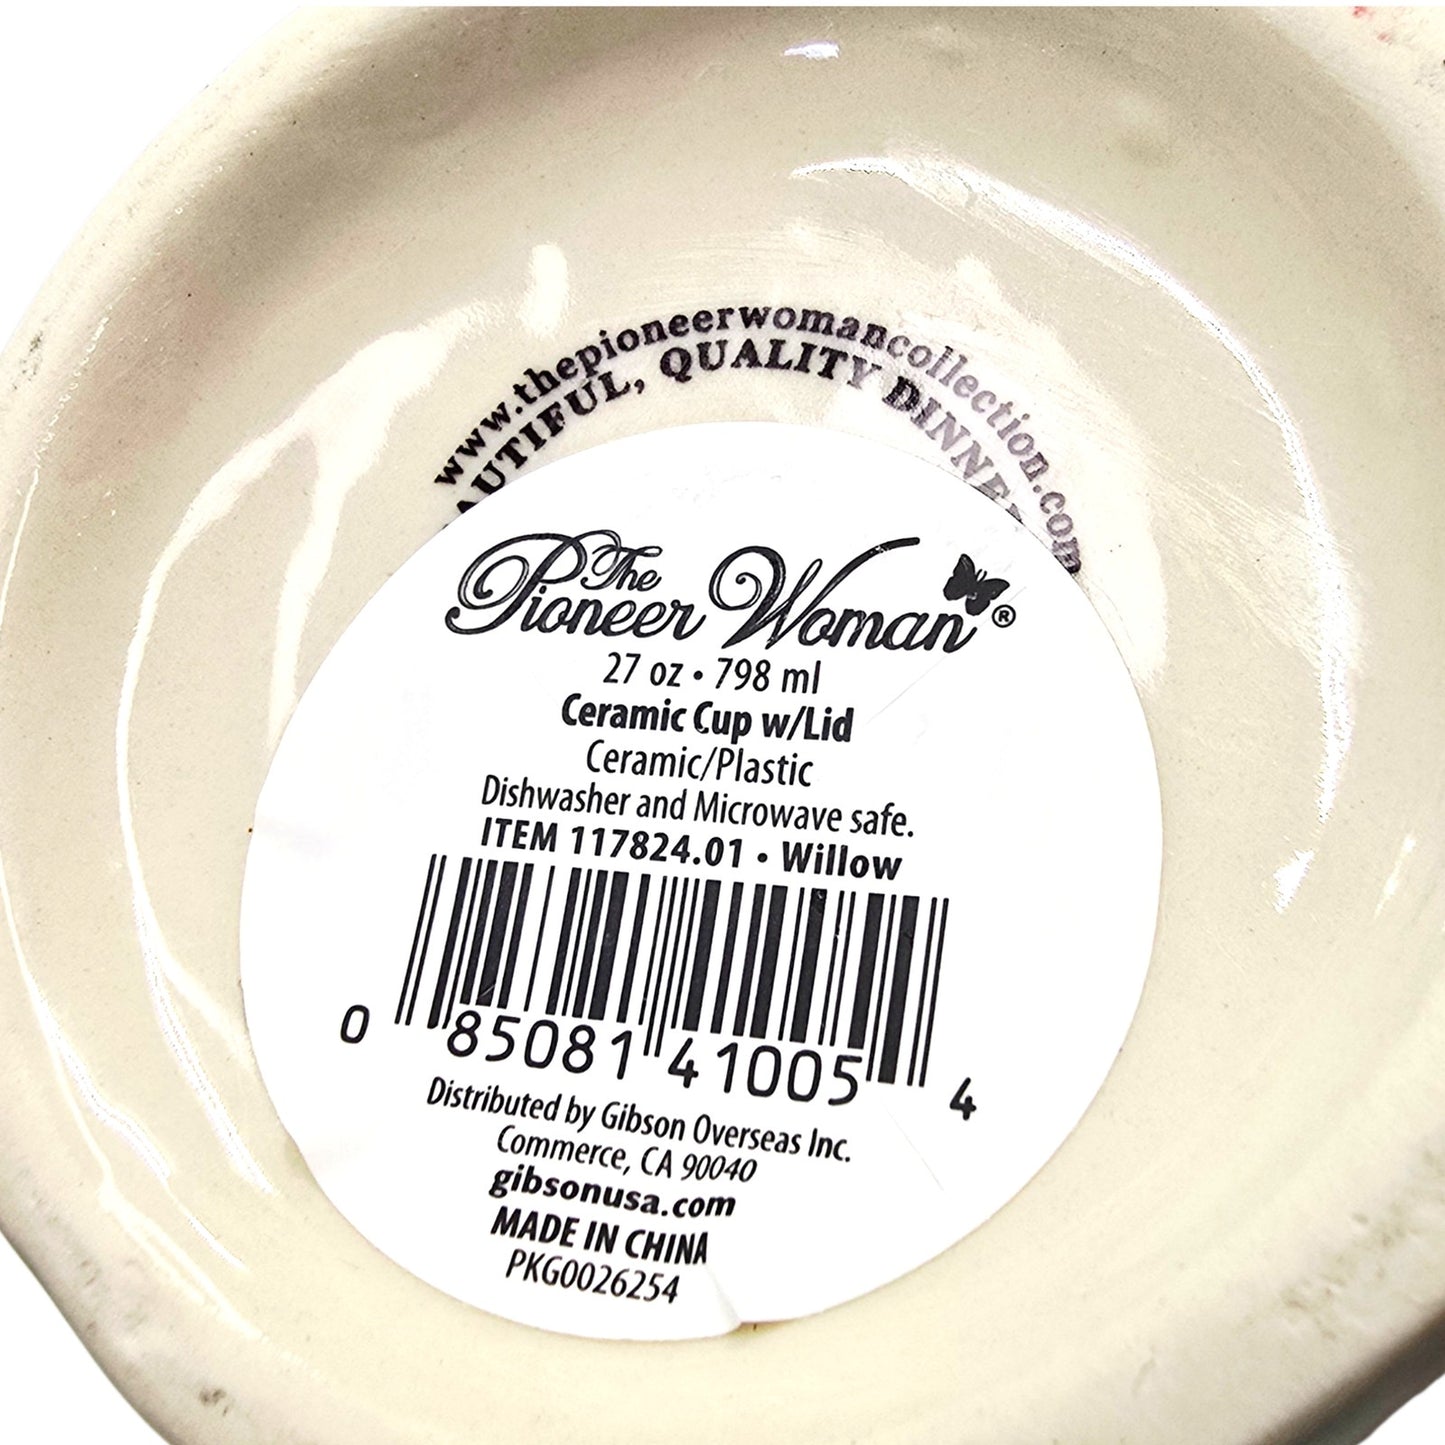 www.thepioneerwomancollection.com
QUALITY
The
Pioneer Woman®
27 oz • 798 ml
Ceramic Cup w/Lid
Ceramic/Plastic
Dishwasher and Microwave safe.
ITEM 117824.01 • Willow
0 85081 41005 4
Distributed by Gibson Overseas Inc.
Commerce, CA 90040
gibsonusa.com
MADE IN CHINA
PKG0026254